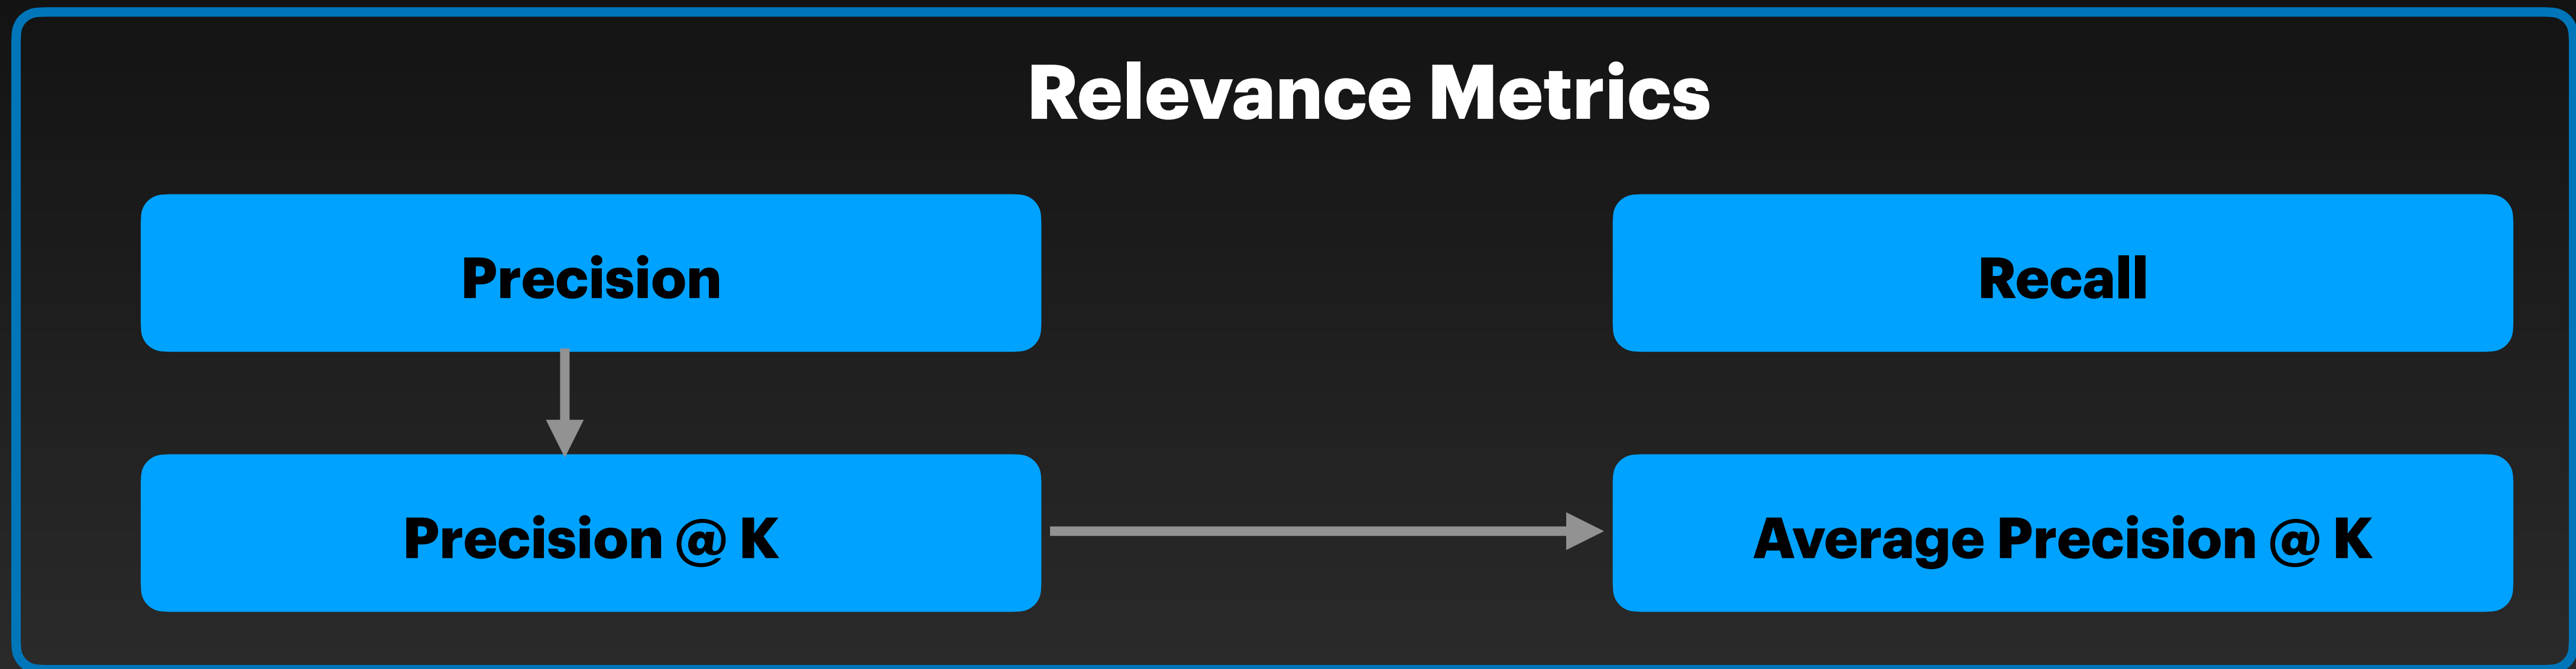 Relevance Metrics
Precision
Recall
Precision @ K
Average Precision @ K